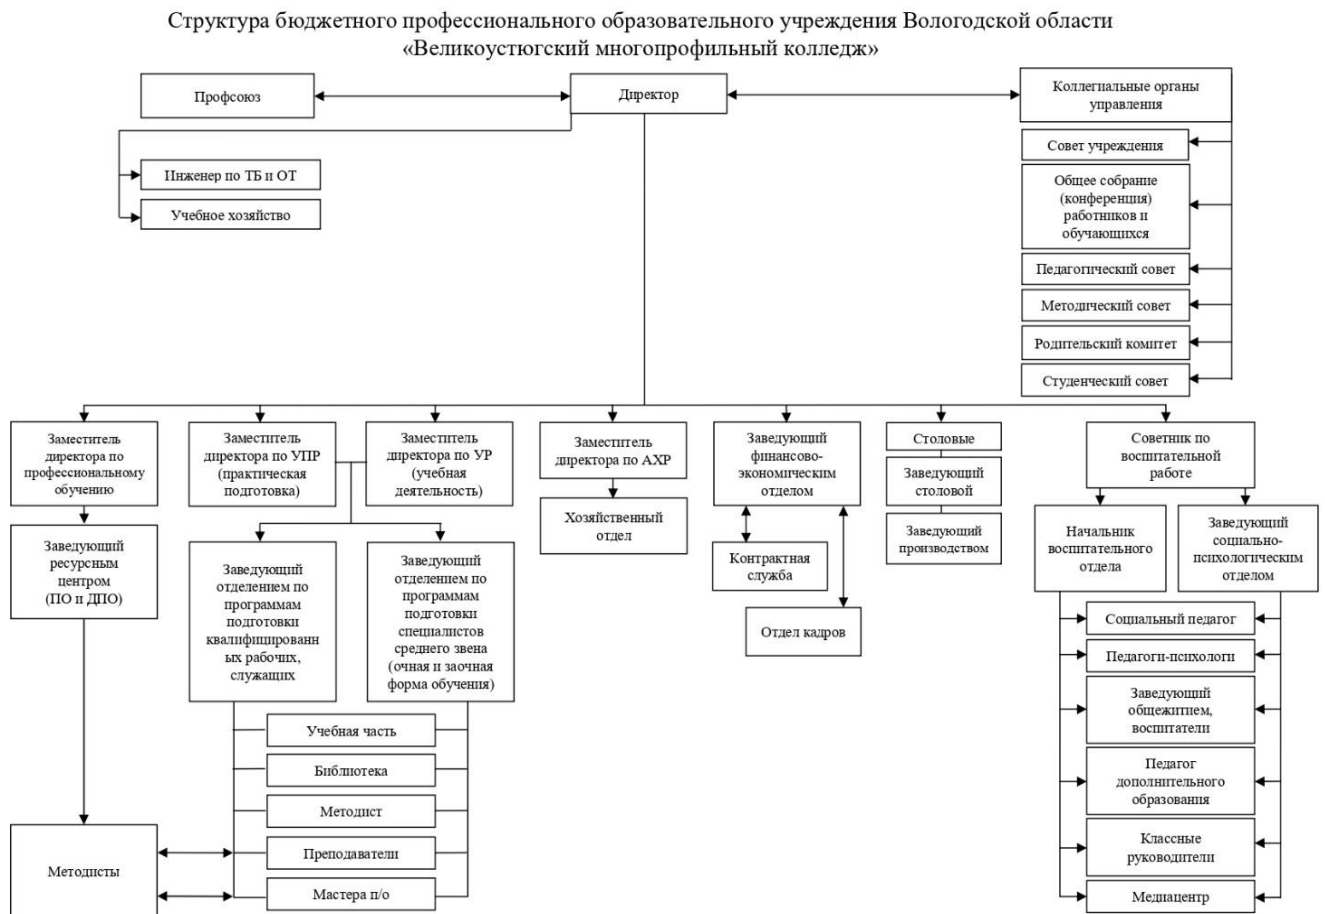 Структура бюджетного профессионального образовательного учреждения Вологодской области
«Великоустюгский многопрофильный колледж»
Профсоюз
Директор
Коллегиальные органы
управления
Инженер по ТБ и ОТ
Учебное хозяйство
Совет учреждения
Общее собрание
(конференция)
работников и
обучающихся
Педагогический совет
Методический совет
Родительский комитет
Студенческий совет
Заместитель
директора по
профессиональному
обучению
Заместитель
директора по УПР
(практическая
подготовка)
Заместитель
директора по УР
(учебная
деятельность)
Заместитель
директора по АХР
Заведующий
финансово-
экономическим
отделом
Столовые
Заведующий
столовой
Заведующий
производством
Советник по
воспитательной
работе
Заведующий
ресурсным
центром
(ПО и ДПО)
Заведующий
отделением по
программам
подготовки
квалифицированн
ых рабочих,
служащих
Заведующий
отделением по
программам
подготовки
специалистов
среднего звена
(очная и заочная
форма обучения)
Хозяйственный
отдел
Контрактная
служба
Отдел кадров
Начальник
воспитательного
отдела
Заведующий
социально-
психологическим
отделом
Социальный педагог
Педагоги-психологи
Заведующий
общежитием,
воспитатели
Педагог
дополнительного
образования
Классные
руководители
Медиацентр
Учебная часть
Библиотека
Методист
Преподаватели
Мастера п/о
Методисты